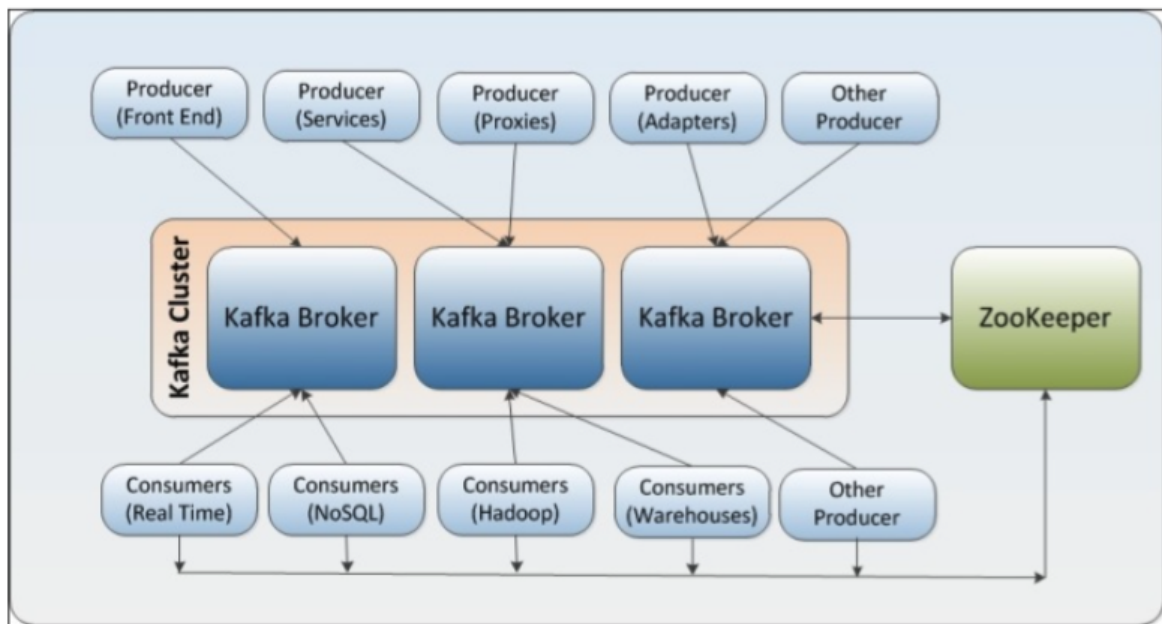 Producer
(Front End)
Producer
(Services)
Producer
(Proxies)
Producer
(Adapters)
Other
Producer
Kafka Cluster
Kafka Broker
Kafka Broker
Kafka Broker
ZooKeeper
Consumers
(Real Time)
Consumers
(NoSQL)
Consumers
(Hadoop)
Consumers
(Warehouses)
Other
Producer